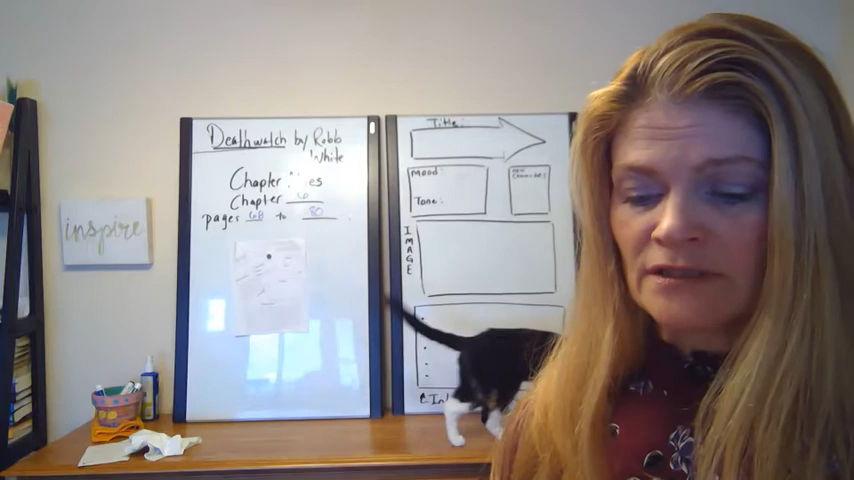 inspire
Deathwatch by Robb
White
Chapter
Chapter 6
pages 68 to 80
Title:
Mood:
Tone:
IMAGE